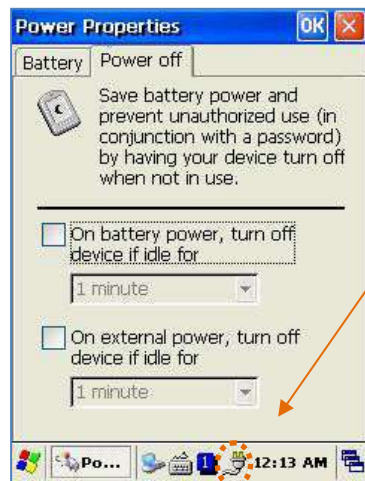 Power Properties OK
Battery Power off
Save battery power and
prevent unauthorized use (in
conjunction with a password)
by having your device turn off
when not in use.
On battery power, turn off
device if idle for
1 minute
On external power, turn off
device if idle for
1 minute
Po... 1 12:13 AM